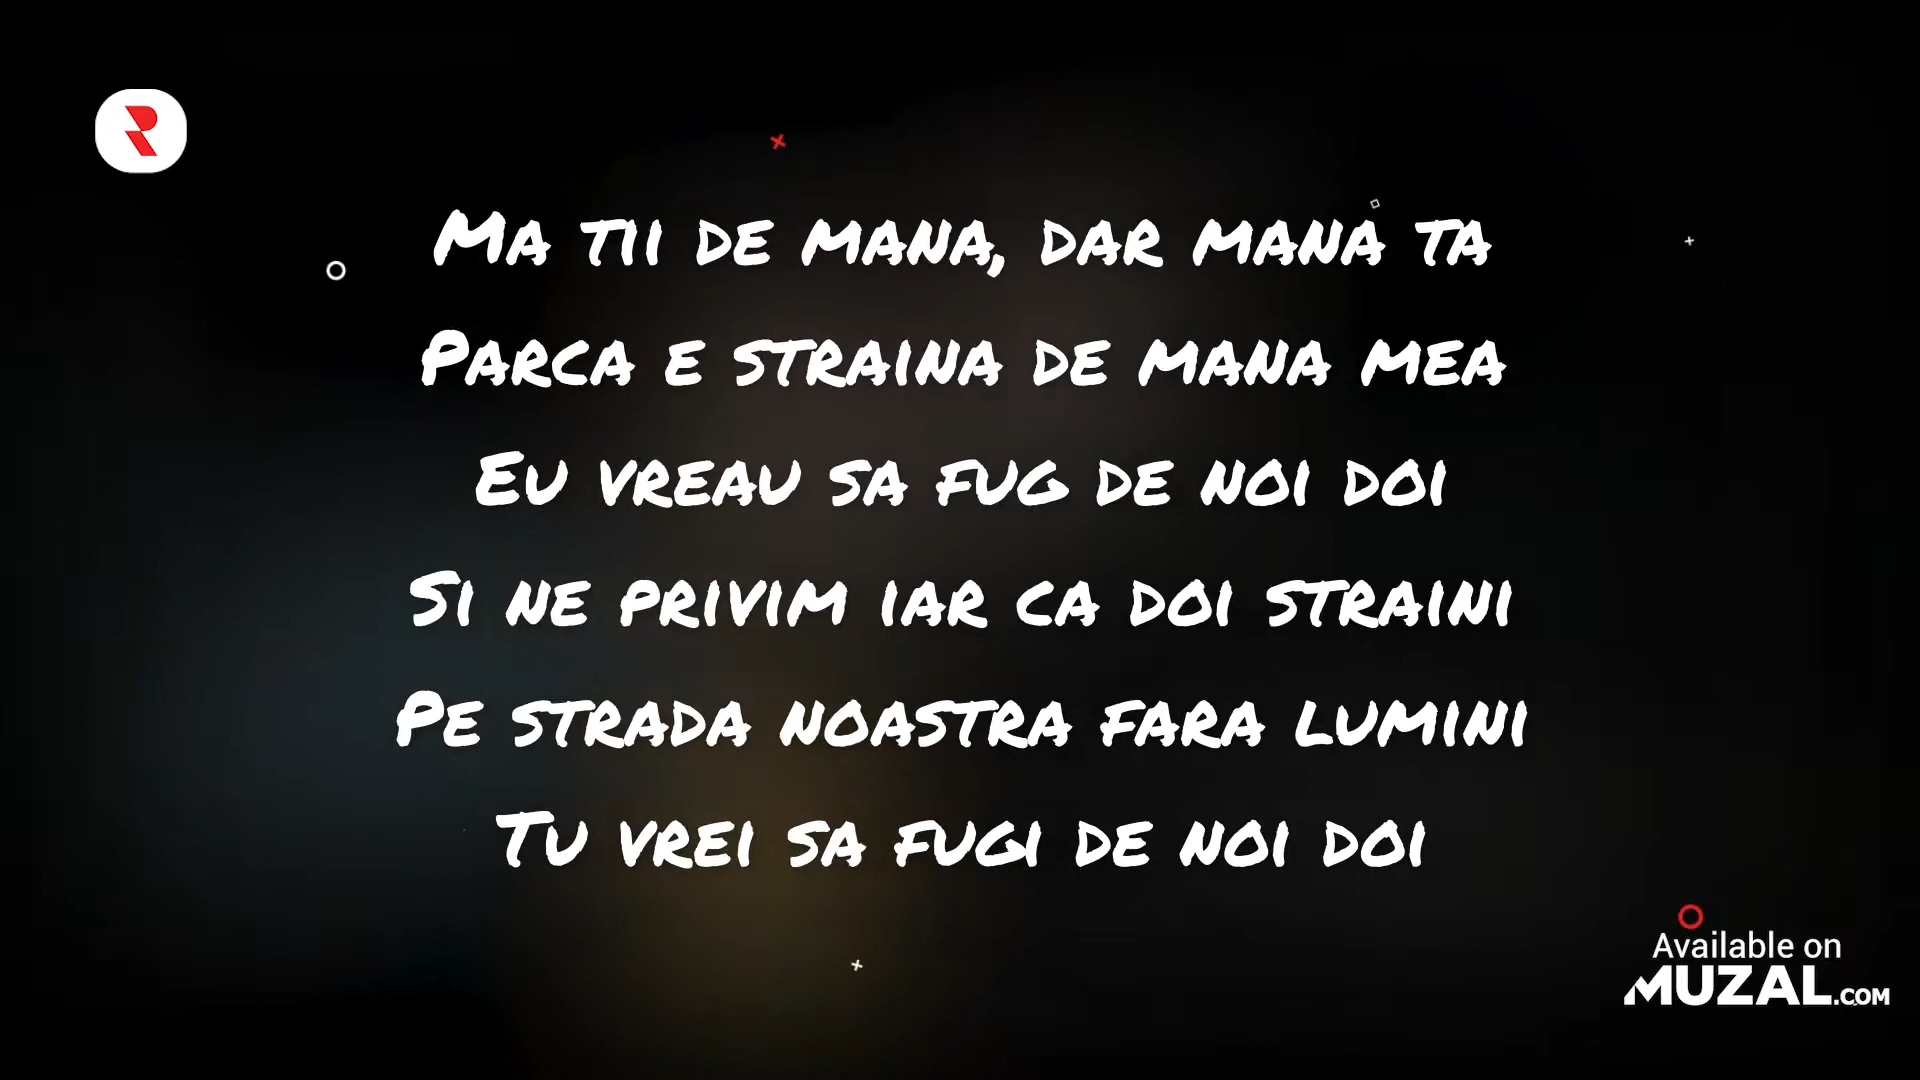 Ma tii de mana, dar mana ta
Parca e straina de mana mea
Eu vreau sa fug de noi doi
Si ne privim iar ca doi straini
Pe strada noastra fara lumini
Tu vrei sa fugi de noi doi
Available on
MUZAL.COM